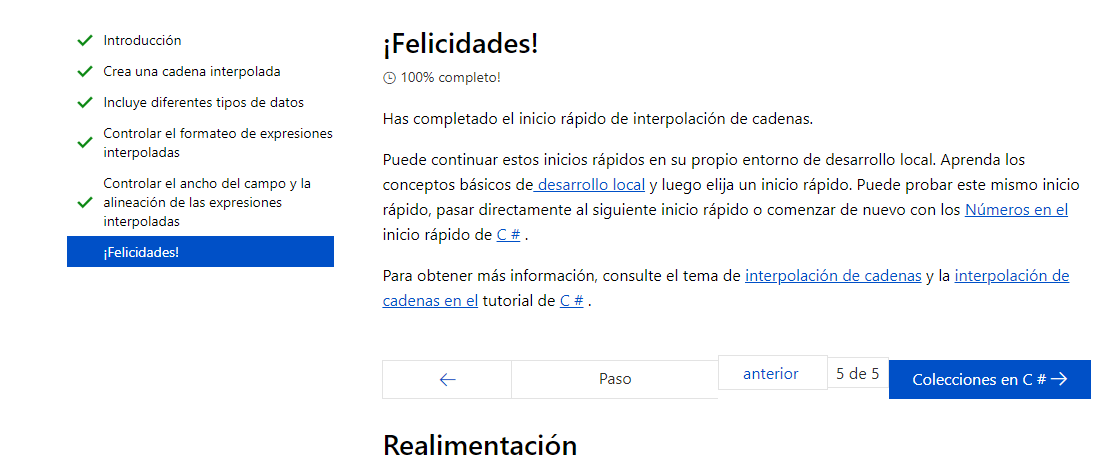 Introducción
Crea una cadena interpolada
Incluye diferentes tipos de datos
Controlar el formateo de expresiones
interpoladas
Controlar el ancho del campo y la
alineación de las expresiones
interpoladas
¡Felicidades!
¡Felicidades!
100% completo!
Has completado el inicio rápido de interpolación de cadenas.
Puede continuar estos inicios rápidos en su propio entorno de desarrollo local. Aprenda los
conceptos básicos de desarrollo local y luego elija un inicio rápido. Puede probar este mismo inicio
rápido, pasar directamente al siguiente inicio rápido o comenzar de nuevo con los Números en el
inicio rápido de C # .
Para obtener más información, consulte el tema de interpolación de cadenas y la interpolación de
cadenas en el tutorial de C # .
← Paso anterior 5 de 5 Colecciones en C # →
Realimentación